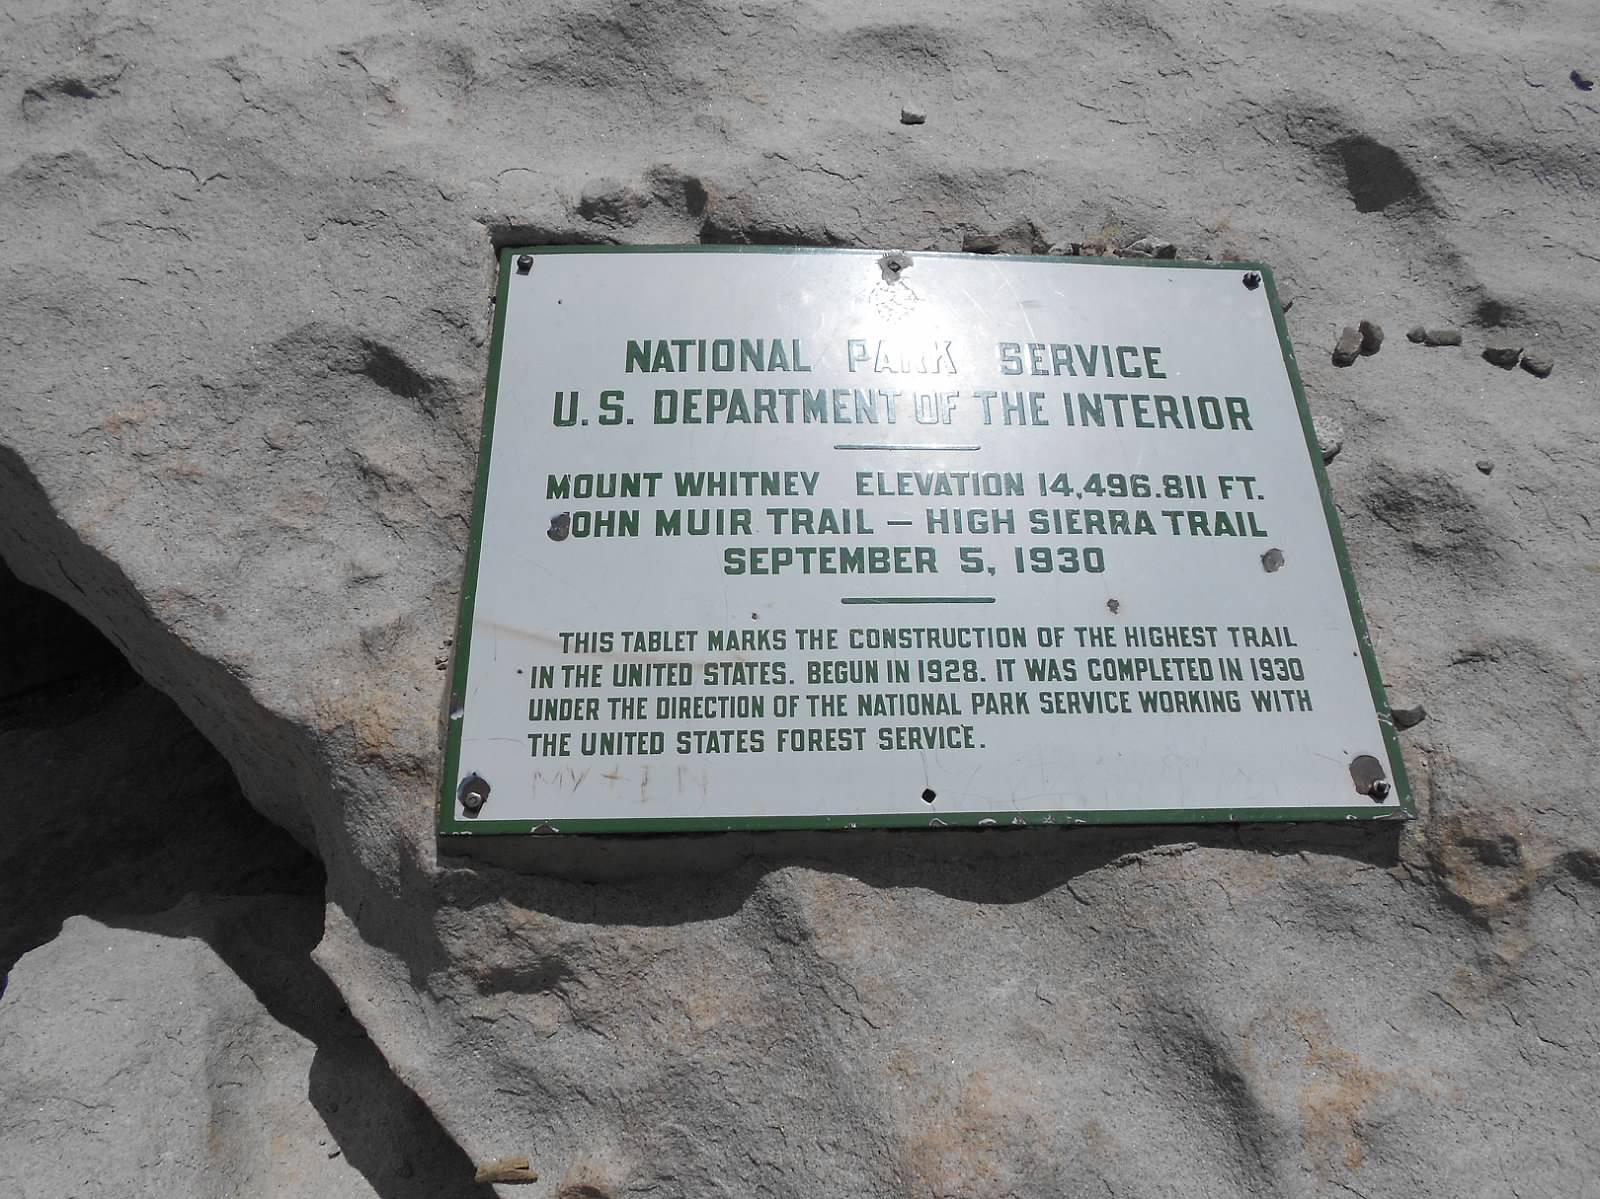 NATIONAL PARK SERVICE
U.S. DEPARTMENT OF THE INTERIOR
MOUNT WHITNEY ELEVATION 14,496.811 FT.
JOHN MUIR TRAIL — HIGH SIERRA TRAIL
SEPTEMBER 5, 1930
THIS TABLET MARKS THE CONSTRUCTION OF THE HIGHEST TRAIL
IN THE UNITED STATES. BEGUN IN 1928. IT WAS COMPLETED IN 1930
UNDER THE DIRECTION OF THE NATIONAL PARK SERVICE WORKING WITH
THE UNITED STATES FOREST SERVICE.